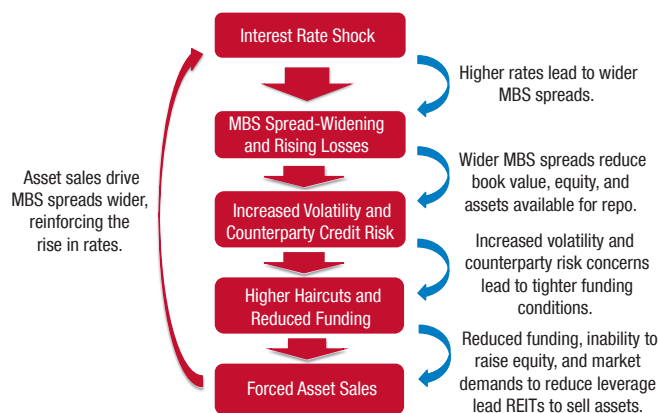 Interest Rate Shock
Higher rates lead to wider
MBS spreads.
MBS Spread-Widening
and Rising Losses
Wider MBS spreads reduce
book value, equity, and
assets available for repo.
Asset sales drive
MBS spreads wider,
reinforcing the
rise in rates.
Increased Volatility and
Counterparty Credit Risk
Increased volatility and
counterparty risk concerns
lead to tighter funding
conditions.
Higher Haircuts and
Reduced Funding
Reduced funding, inability to
raise equity, and market
demands to reduce leverage
lead REITs to sell assets.
Forced Asset Sales